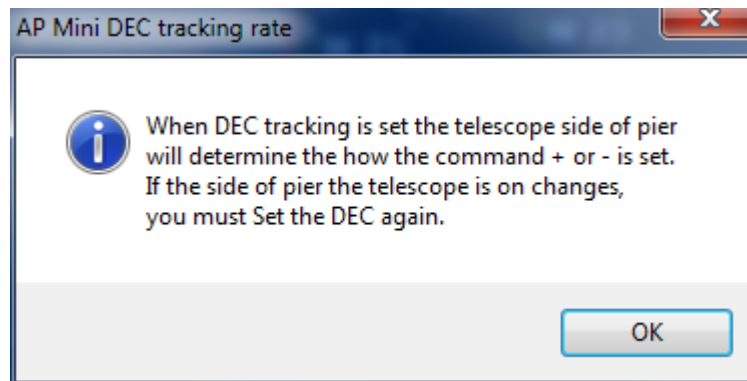 AP Mini DEC tracking rate
When DEC tracking is set the telescope side of pier
will determine the how the command + or - is set.
If the side of pier the telescope is on changes,
you must Set the DEC again.
OK